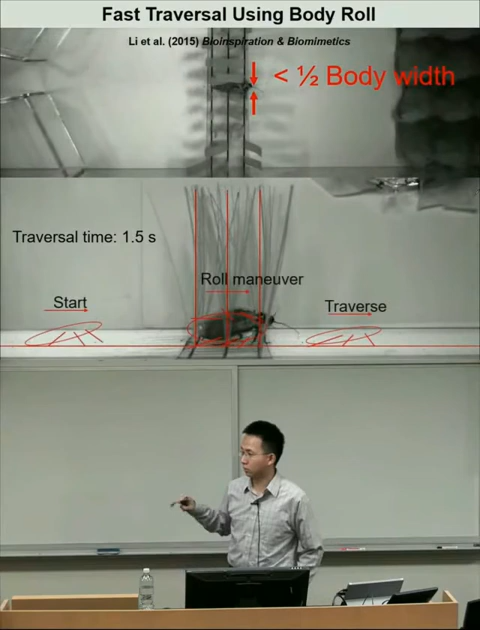 Fast Traversal Using Body Roll
Li et al. (2015) Bioinspiration & Biomimetics
< ½ Body width
Traversal time: 1.5 s
Roll maneuver
Start
Traverse